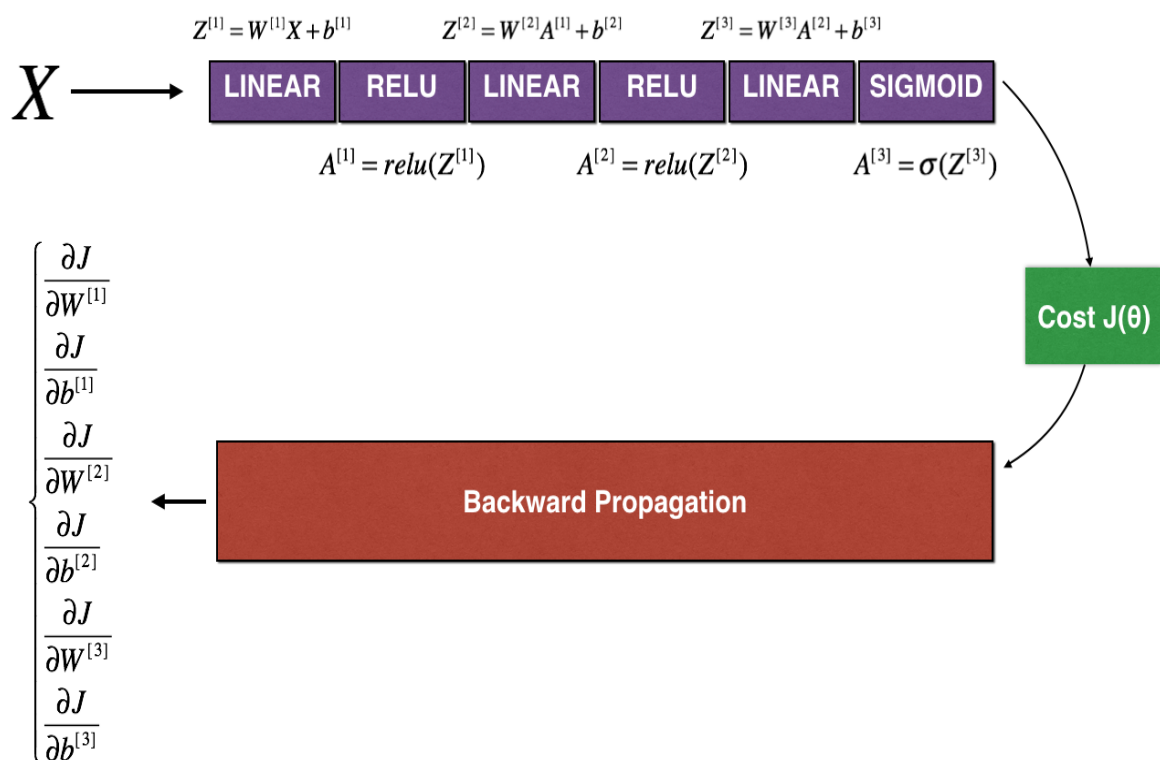 Z^[1] = W^[1]X + b^[1] Z^[2] = W^[2]A^[1] + b^[2] Z^[3] = W^[3]A^[2] + b^[3]
X LINEAR RELU LINEAR RELU LINEAR SIGMOID
A^[1] = relu(Z^[1]) A^[2] = relu(Z^[2]) A^[3] = σ(Z^[3])
Cost J(θ)
Backward Propagation
∂J
∂W^[1]
∂J
∂b^[1]
∂J
∂W^[2]
∂J
∂b^[2]
∂J
∂W^[3]
∂J
∂b^[3]